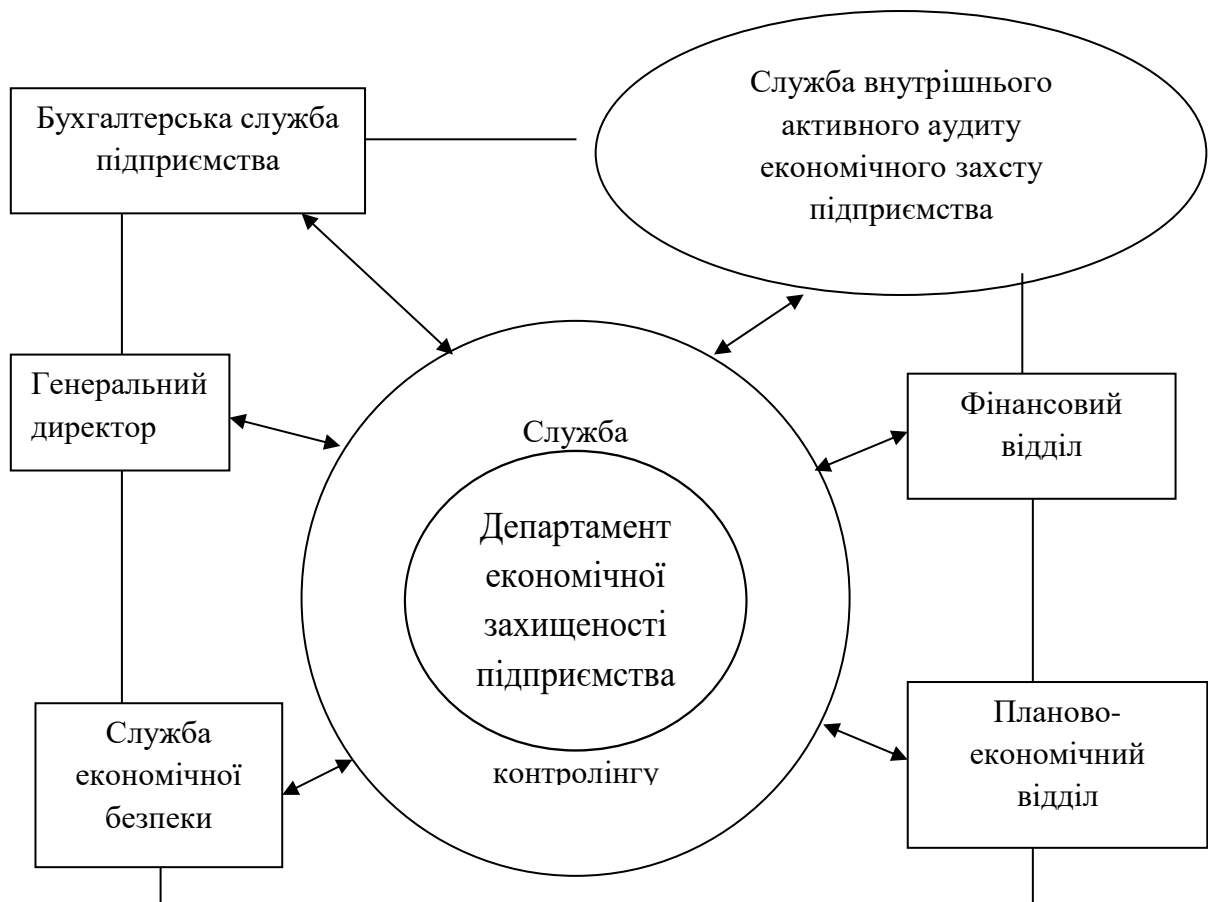 Бухгалтерська служба
підприємства
Служба внутрішнього
активного аудиту
економічного захсту
підприємства
Генеральний
директор
Фінансовий
відділ
Служба
Департамент
економічної
захищеності
підприємства
контролінгу
Служба
економічної
безпеки
Планово-
економічний
відділ